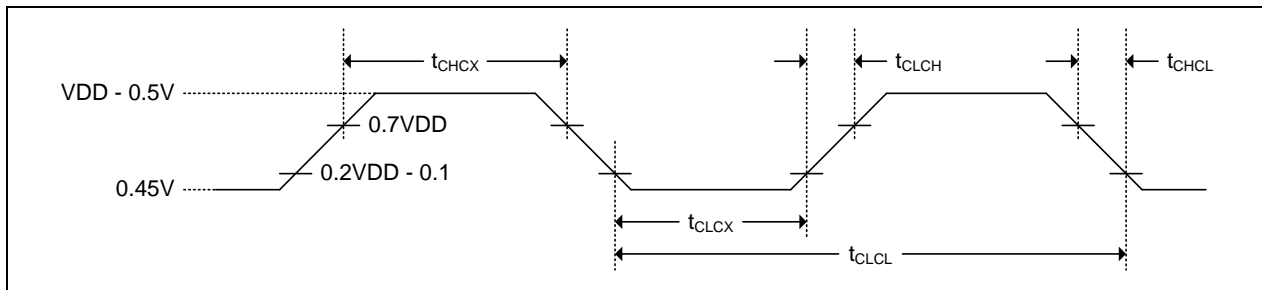 tCHCX
tCLCH
tCHCL
VDD - 0.5V
0.7VDD
0.2VDD - 0.1
0.45V
tCLCX
tCLCL